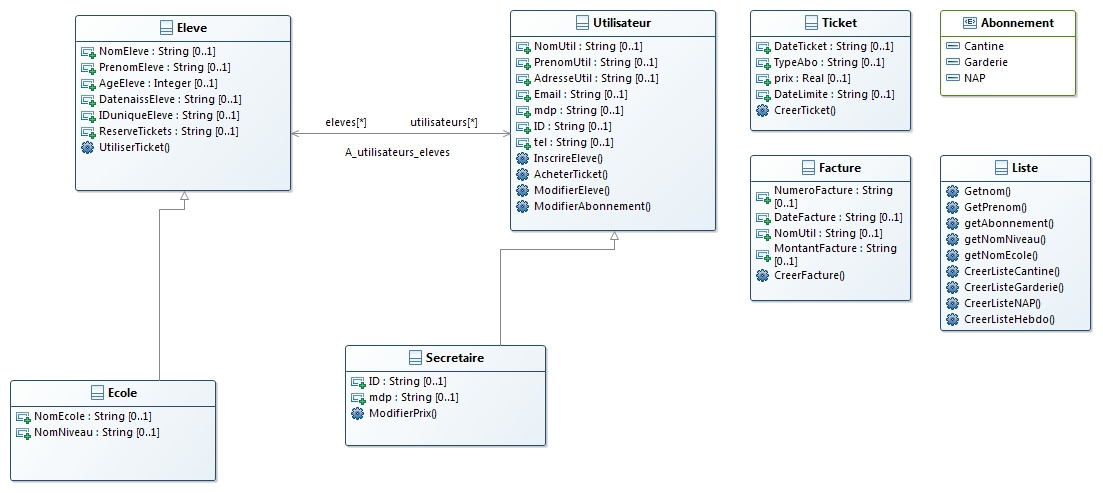 Eleve
NomEleve : String [0..1]
PrenomEleve : String [0..1]
AgeEleve : Integer [0..1]
DatenaissEleve : String [0..1]
IDuniqueEleve : String [0..1]
ReserveTickets : String [0..1]
UtiliserTicket()
eleves[*]
utilisateurs[*]
A_utilisateurs_eleves
Utilisateur
NomUtil : String [0..1]
PrenomUtil : String [0..1]
AdresseUtil : String [0..1]
Email : String [0..1]
mdp : String [0..1]
ID : String [0..1]
tel : String [0..1]
InscrireEleve()
AcheterTicket()
ModifierEleve()
ModifierAbonnement()
Ticket
DateTicket : String [0..1]
TypeAbo : String [0..1]
prix : Real [0..1]
DateLimite : String [0..1]
CreerTicket()
<E> Abonnement
Cantine
Garderie
NAP
Facture
NumeroFacture : String
[0..1]
DateFacture : String [0..1]
NomUtil : String [0..1]
MontantFacture : String
[0..1]
CreerFacture()
Liste
Getnom()
GetPrenom()
getAbonnement()
getNomNiveau()
getNomEcole()
CreerListeCantine()
CreerListeGarderie()
CreerListeNAP()
CreerListeHebdo()
Secretaire
ID : String [0..1]
mdp : String [0..1]
ModifierPrix()
Ecole
NomEcole : String [0..1]
NomNiveau : String [0..1]